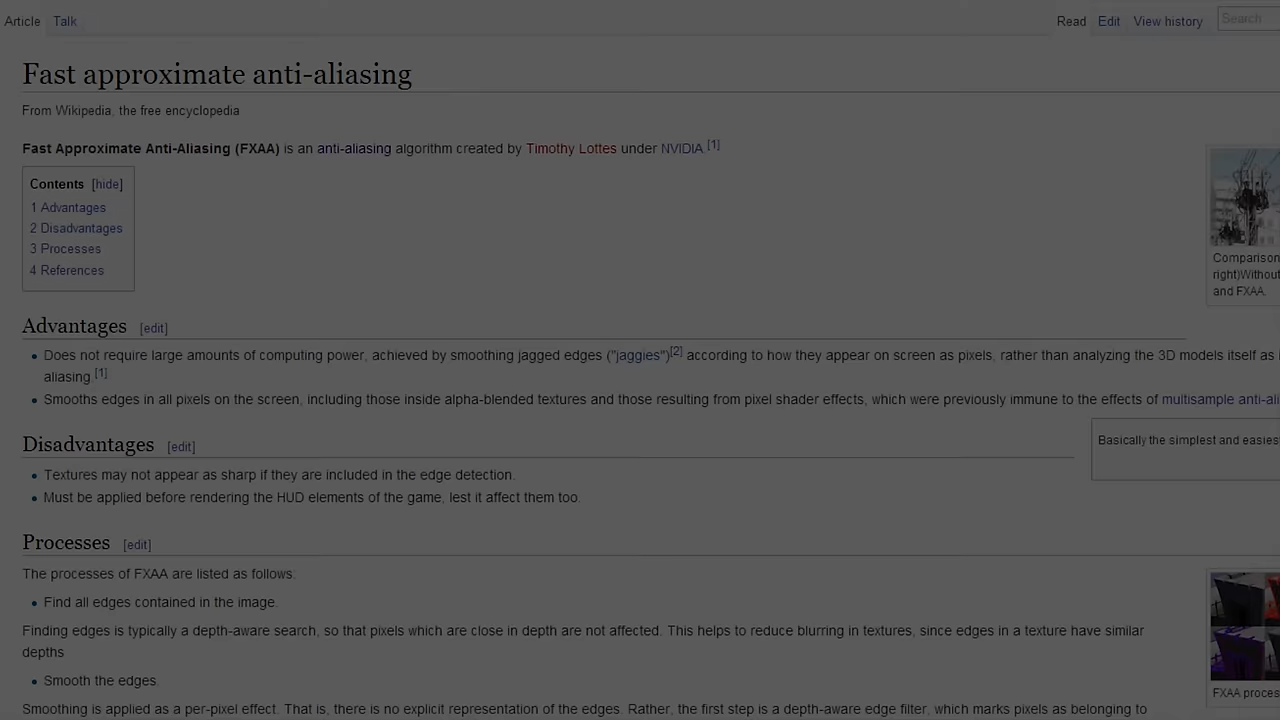 Article Talk Read Edit View history Search
Fast approximate anti-aliasing
From Wikipedia, the free encyclopedia
Fast Approximate Anti-Aliasing (FXAA) is an anti-aliasing algorithm created by Timothy Lottes under NVIDIA.[1]
Contents [hide]
1 Advantages
2 Disadvantages
3 Processes
4 References
Comparison
right)Without
and FXAA.
Advantages [edit]
Does not require large amounts of computing power, achieved by smoothing jagged edges ("jaggies")[2] according to how they appear on screen as pixels, rather than analyzing the 3D models itself as i
aliasing.[1]
Smooths edges in all pixels on the screen, including those inside alpha-blended textures and those resulting from pixel shader effects, which were previously immune to the effects of multisample anti-ali
Basically the simplest and easies
Disadvantages [edit]
Textures may not appear as sharp if they are included in the edge detection.
Must be applied before rendering the HUD elements of the game, lest it affect them too.
Processes [edit]
The processes of FXAA are listed as follows:
Find all edges contained in the image.
Finding edges is typically a depth-aware search, so that pixels which are close in depth are not affected. This helps to reduce blurring in textures, since edges in a texture have similar
depths
Smooth the edges.
FXAA proces
Smoothing is applied as a per-pixel effect. That is, there is no explicit representation of the edges. Rather, the first step is a depth-aware edge filter, which marks pixels as belonging to